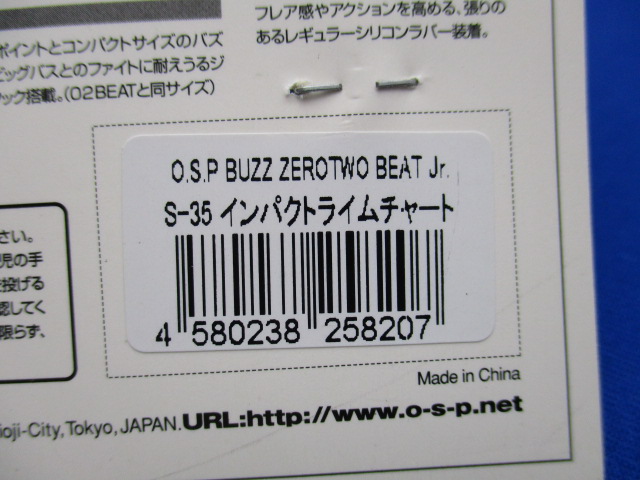 ポイントとコンパクトサイズのバズ
ビッグバスとのファイトに耐えうるジ
ック搭載。(02BEATと同サイズ)
フレア感やアクションを高める、張りの
あるレギュラーシリコンラバー装着。
O.S.P BUZZ ZEROTWO BEAT Jr.
S-35 インパクトライムチャート
4 580238 258207
さい。
児の手
を投げる
認してく
限らず、
Made in China
ioji-City, Tokyo, JAPAN. URL:http://www.o-s-p.net